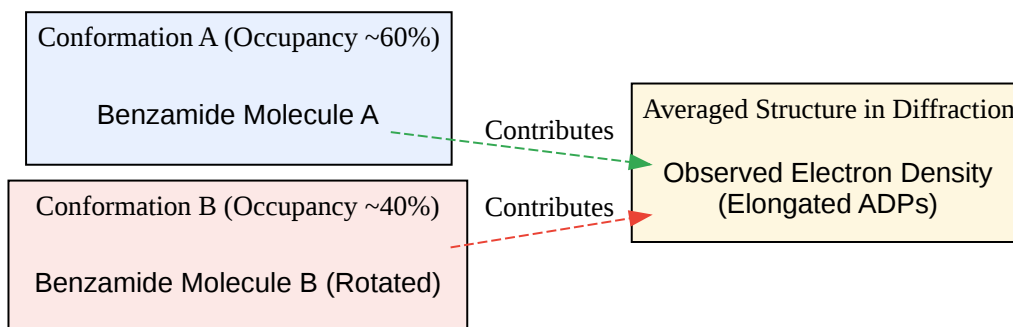 Conformation A (Occupancy ~60%)
Benzamide Molecule A
Conformation B (Occupancy ~40%)
Benzamide Molecule B (Rotated)
Contributes
Contributes
Averaged Structure in Diffraction
Observed Electron Density
(Elongated ADPs)